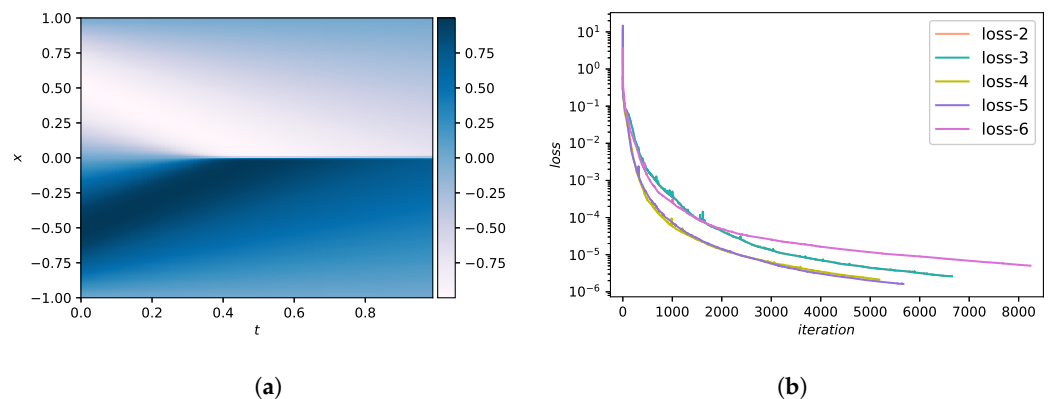 1.00
0.75
0.50
0.25
0.00
−0.25
−0.50
−0.75
−1.00
x
0.0 0.2 0.4 0.6 0.8
t
0.75
0.50
0.25
0.00
−0.25
−0.50
−0.75
(a)
10¹
10⁰
10⁻¹
10⁻²
10⁻³
10⁻⁴
10⁻⁵
10⁻⁶
loss
0 1000 2000 3000 4000 5000 6000 7000 8000
iteration
loss-2
loss-3
loss-4
loss-5
loss-6
(b)